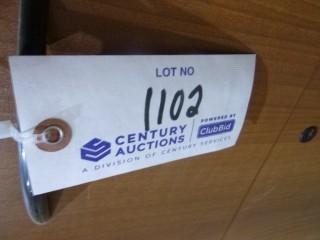 LOT NO
1102
CENTURY
AUCTIONS
A DIVISION OF CENTURY SERVICES
POWERED BY
ClubBid